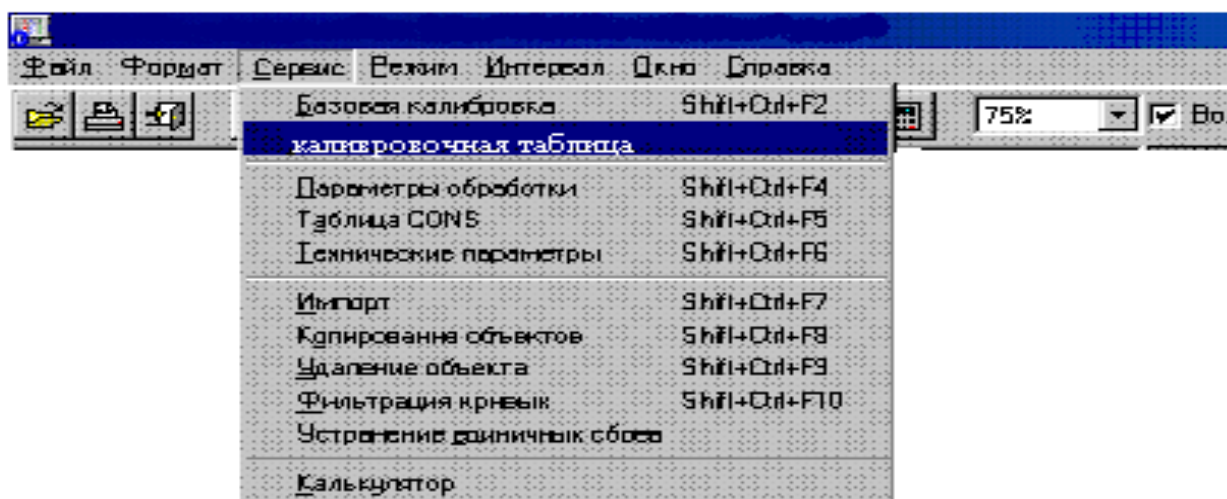 Файл Формат Сервис Режим Интервал Окно Справка
75% Во
Базовая калибровка Shift+Ctrl+F2
каливровочная таблица
Параметры обработки Shift+Ctrl+F4
Таблица CONS Shift+Ctrl+F5
Технические параметры Shift+Ctrl+F6
Импорт Shift+Ctrl+F7
Копирование объектов Shift+Ctrl+F8
Удаление объекта Shift+Ctrl+F9
Фильтрация кривых Shift+Ctrl+F10
Устранение единичных сбоев
Калькулятор